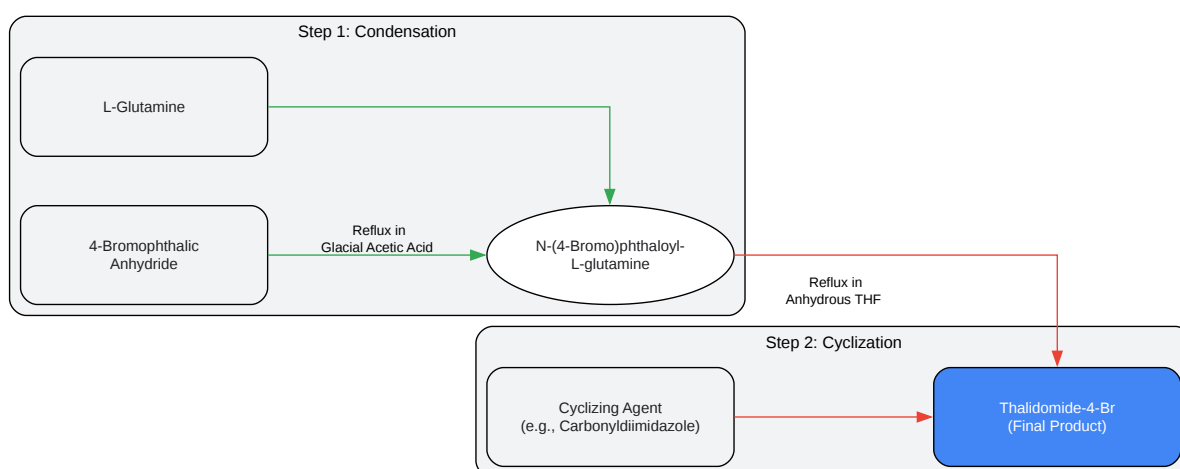 Step 1: Condensation
L-Glutamine
4-Bromophthalic
Anhydride
Reflux in
Glacial Acetic Acid
N-(4-Bromo)phthaloyl-
L-glutamine
Reflux in
Anhydrous THF
Step 2: Cyclization
Cyclizing Agent
(e.g., Carbonyldiimidazole)
Thalidomide-4-Br
(Final Product)